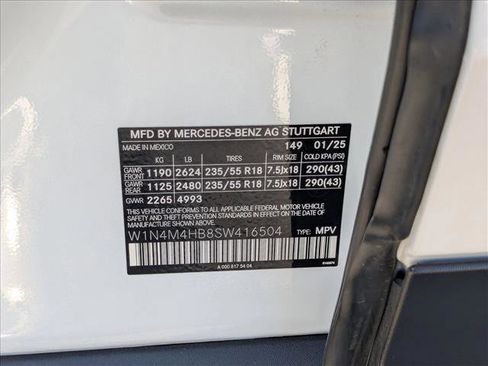 MFD BY MERCEDES-BENZ AG STUTTGART
MADE IN MEXICO 149 01/25
KG LB TIRES RIM SIZE COLD KPA (PSI)
GAWR FRONT 1190 2624 235/55 R18 7.5Jx18 290(43)
GAWR REAR 1125 2480 235/55 R18 7.5Jx18 290(43)
GVWR 2265 4993
THIS VEHICLE CONFORMS TO ALL APPLICABLE FEDERAL MOTOR VEHICLE
SAFETY, BUMPER, AND THEFT PREVENTION STANDARDS IN EFFECT ON THE DATE OF
MANUFACTURE SHOWN ABOVE.
W1N4M4HB8SW416504 TYPE: MPV
A 000 817 54 04